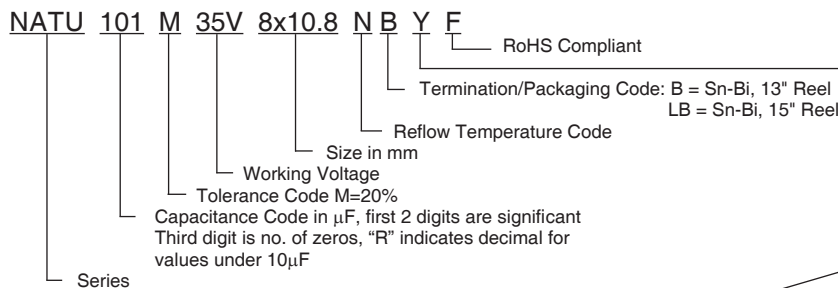 NATU 101 M 35V 8x10.8 N B Y F
RoHS Compliant
Termination/Packaging Code: B = Sn-Bi, 13" Reel
LB = Sn-Bi, 15" Reel
Reflow Temperature Code
Size in mm
Working Voltage
Tolerance Code M=20%
Capacitance Code in μF, first 2 digits are significant
Third digit is no. of zeros, “R” indicates decimal for
values under 10μF
Series